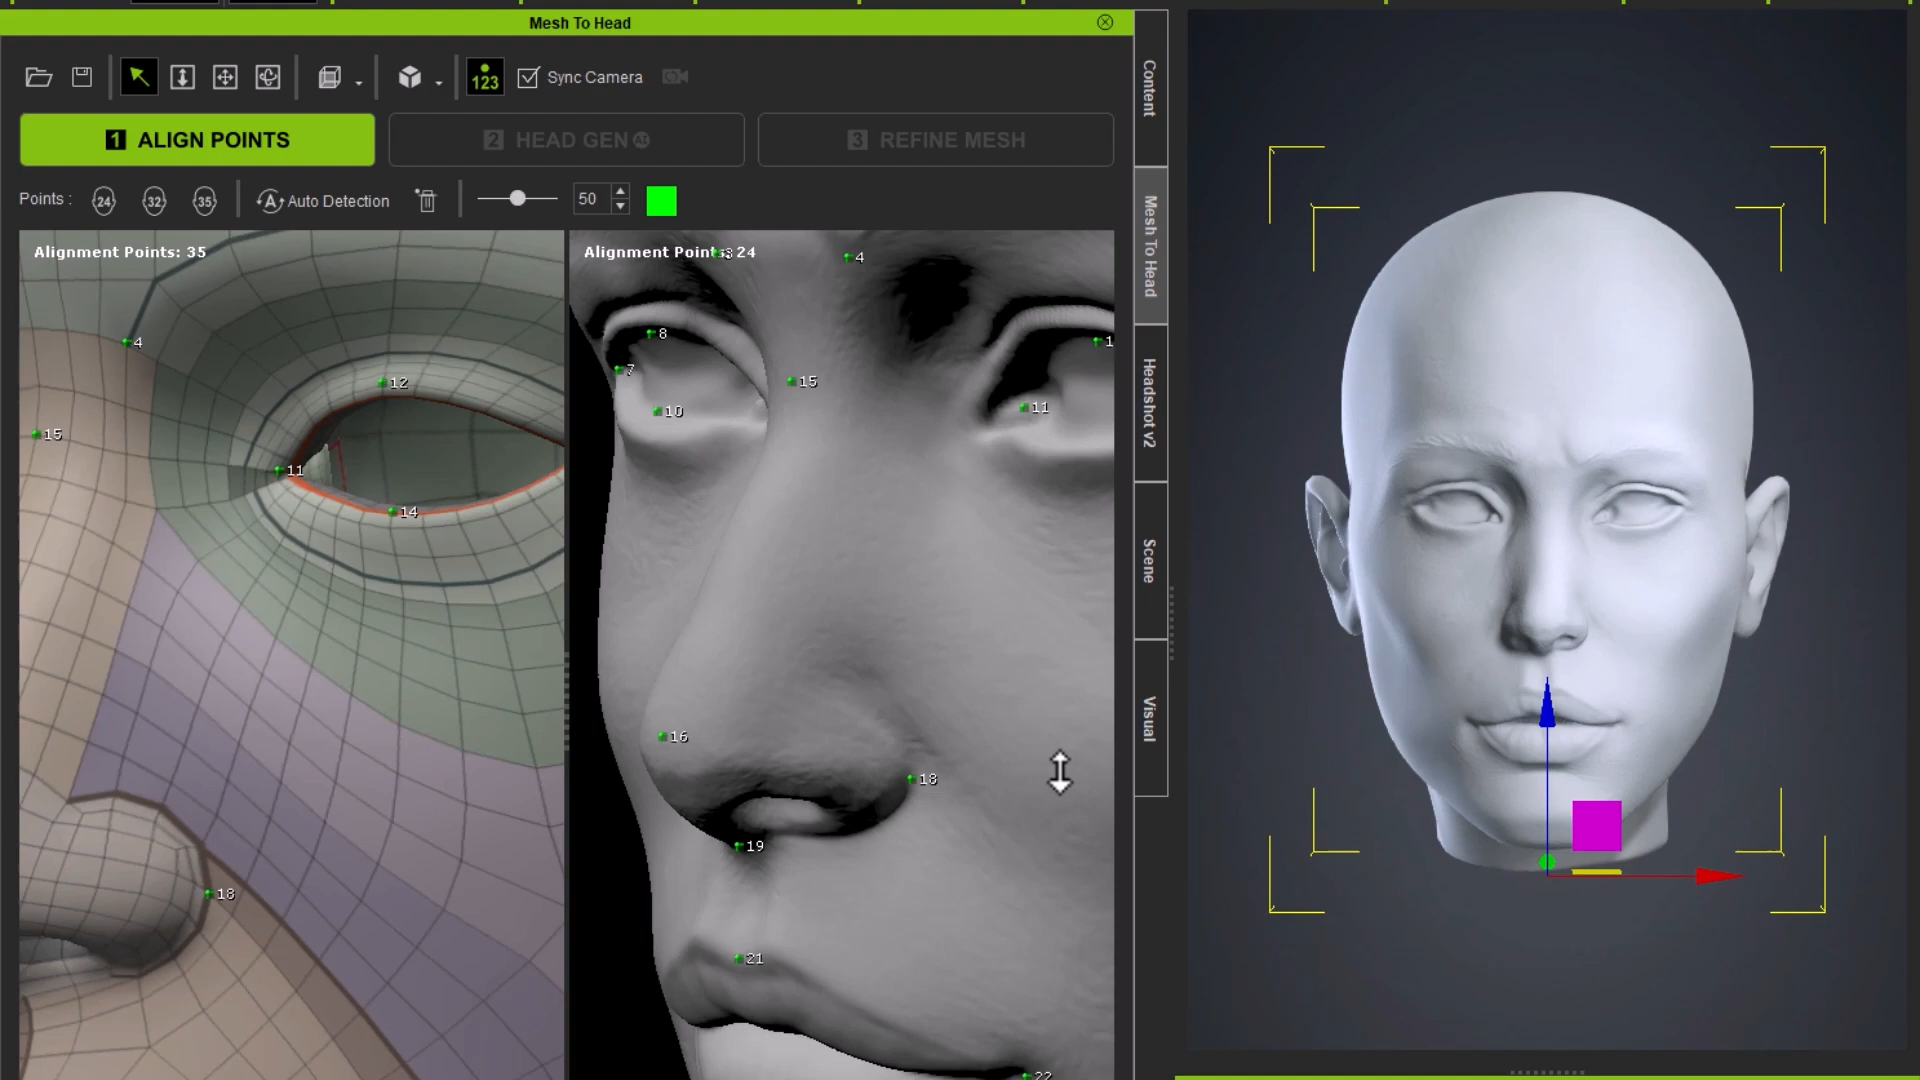 Mesh To Head
123
Sync Camera
1 ALIGN POINTS
2 HEAD GEN AI
3 REFINE MESH
Points :
24
32
35
A Auto Detection
50
Alignment Points: 35
4
12
15
11
14
18
Alignment Points: 24
3
4
8
7
15
10
11
1
16
18
19
21
22
Content
Mesh To Head
Headshot v2
Scene
Visual